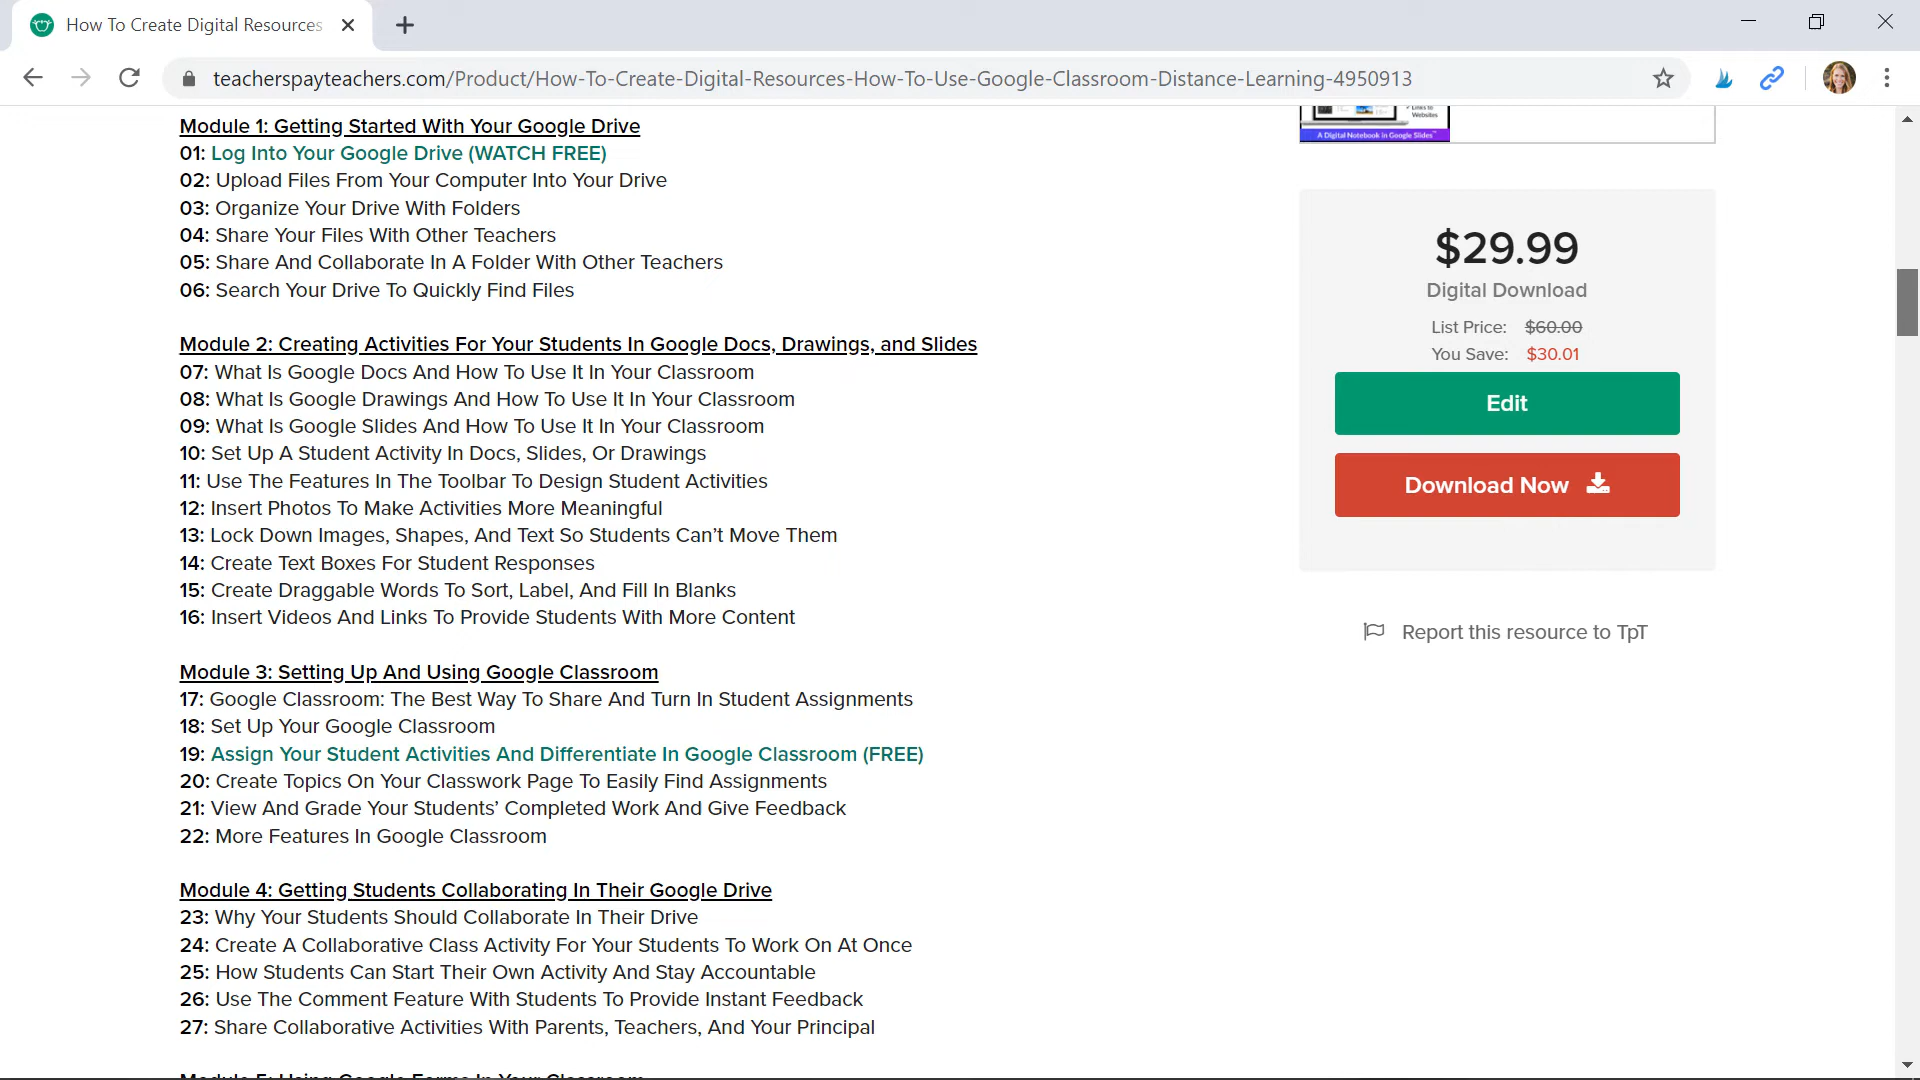 How To Create Digital Resources
teacherspayteachers.com/Product/How-To-Create-Digital-Resources-How-To-Use-Google-Classroom-Distance-Learning-4950913
Module 1: Getting Started With Your Google Drive
01: Log Into Your Google Drive (WATCH FREE)
02: Upload Files From Your Computer Into Your Drive
03: Organize Your Drive With Folders
04: Share Your Files With Other Teachers
05: Share And Collaborate In A Folder With Other Teachers
06: Search Your Drive To Quickly Find Files
Module 2: Creating Activities For Your Students In Google Docs, Drawings, and Slides
07: What Is Google Docs And How To Use It In Your Classroom
08: What Is Google Drawings And How To Use It In Your Classroom
09: What Is Google Slides And How To Use It In Your Classroom
10: Set Up A Student Activity In Docs, Slides, Or Drawings
11: Use The Features In The Toolbar To Design Student Activities
12: Insert Photos To Make Activities More Meaningful
13: Lock Down Images, Shapes, And Text So Students Can’t Move Them
14: Create Text Boxes For Student Responses
15: Create Draggable Words To Sort, Label, And Fill In Blanks
16: Insert Videos And Links To Provide Students With More Content
Module 3: Setting Up And Using Google Classroom
17: Google Classroom: The Best Way To Share And Turn In Student Assignments
18: Set Up Your Google Classroom
19: Assign Your Student Activities And Differentiate In Google Classroom (FREE)
20: Create Topics On Your Classwork Page To Easily Find Assignments
21: View And Grade Your Students’ Completed Work And Give Feedback
22: More Features In Google Classroom
Module 4: Getting Students Collaborating In Their Google Drive
23: Why Your Students Should Collaborate In Their Drive
24: Create A Collaborative Class Activity For Your Students To Work On At Once
25: How Students Can Start Their Own Activity And Stay Accountable
26: Use The Comment Feature With Students To Provide Instant Feedback
27: Share Collaborative Activities With Parents, Teachers, And Your Principal
Module 5: Using Google Forms In Your Classroom
Links to
Websites
A Digital Notebook in Google Slides™
$29.99
Digital Download
List Price: $60.00
You Save: $30.01
Edit
Download Now
Report this resource to TpT